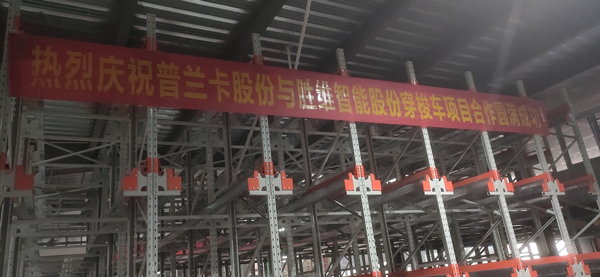 热烈庆祝普兰卡股份与胜维智能股份穿梭车项目合作圆满成功